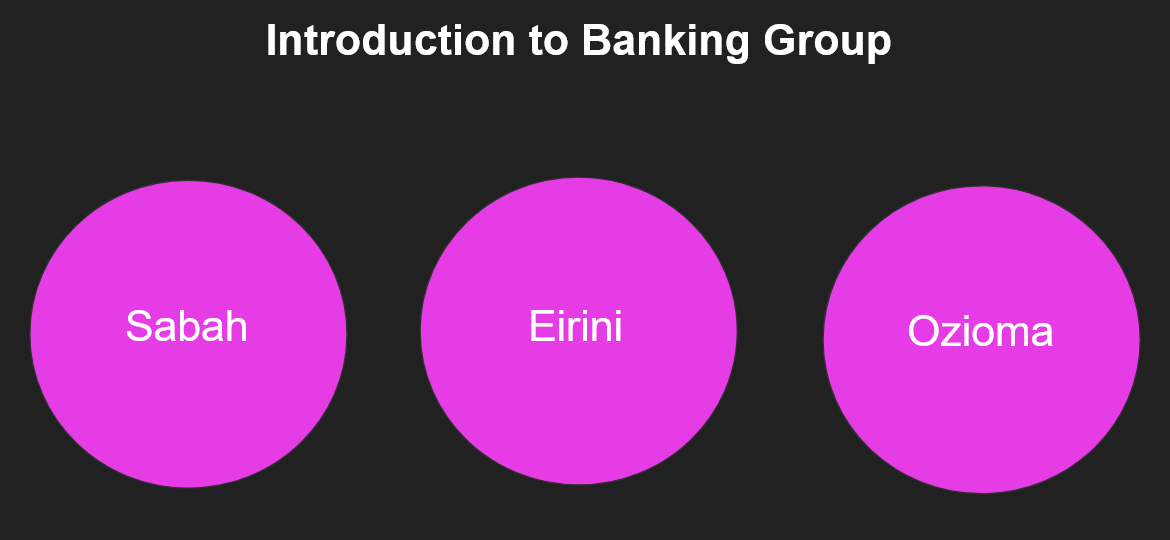 Introduction to Banking Group
Sabah
Eirini
Ozioma